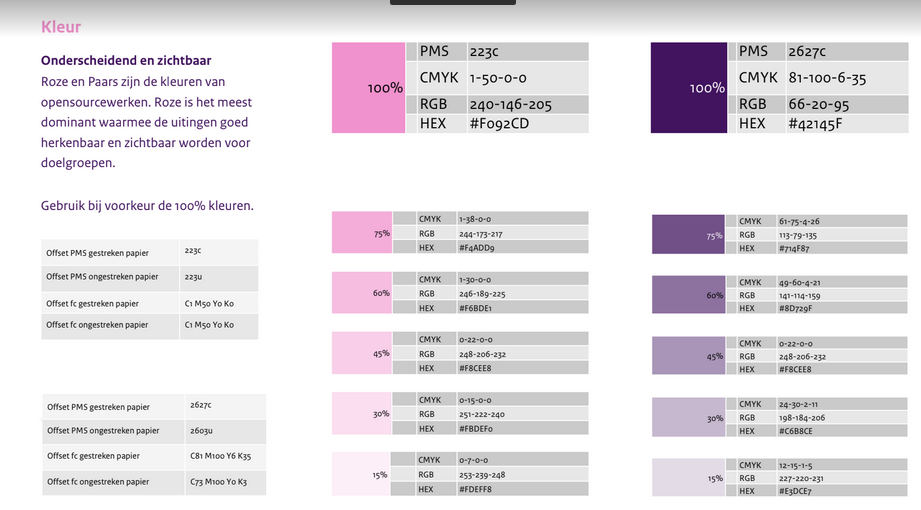 Kleur
Onderscheidend en zichtbaar
Roze en Paars zijn de kleuren van
opensourcewerken. Roze is het meest
dominant waarmee de uitingen goed
herkenbaar en zichtbaar worden voor
doelgroepen.
Gebruik bij voorkeur de 100% kleuren.
Offset PMS gestreken papier 223c
Offset PMS ongestreken papier 223u
Offset fc gestreken papier C1 M50 Y0 K0
Offset fc ongestreken papier C1 M50 Y0 K0
Offset PMS gestreken papier 2627c
Offset PMS ongestreken papier 2603u
Offset fc gestreken papier C81 M100 Y6 K35
Offset fc ongestreken papier C73 M100 Y0 K3
100%
PMS 223c
CMYK 1-50-0-0
RGB 240-146-205
HEX #F092CD
75%
CMYK 1-38-0-0
RGB 244-173-217
HEX #F4ADD9
60%
CMYK 1-30-0-0
RGB 246-189-225
HEX #F6BDE1
45%
CMYK 0-22-0-0
RGB 248-206-232
HEX #F8CEE8
30%
CMYK 0-15-0-0
RGB 251-222-240
HEX #FBDEF0
15%
CMYK 0-7-0-0
RGB 253-239-248
HEX #FDEFF8
100%
PMS 2627c
CMYK 81-100-6-35
RGB 66-20-95
HEX #42145F
75%
CMYK 61-75-4-26
RGB 113-79-135
HEX #714F87
60%
CMYK 49-60-4-21
RGB 141-114-159
HEX #8D729F
45%
CMYK 0-22-0-0
RGB 248-206-232
HEX #F8CEE8
30%
CMYK 24-30-2-11
RGB 198-184-206
HEX #C6B8CE
15%
CMYK 12-15-1-5
RGB 227-220-231
HEX #E3DCE7